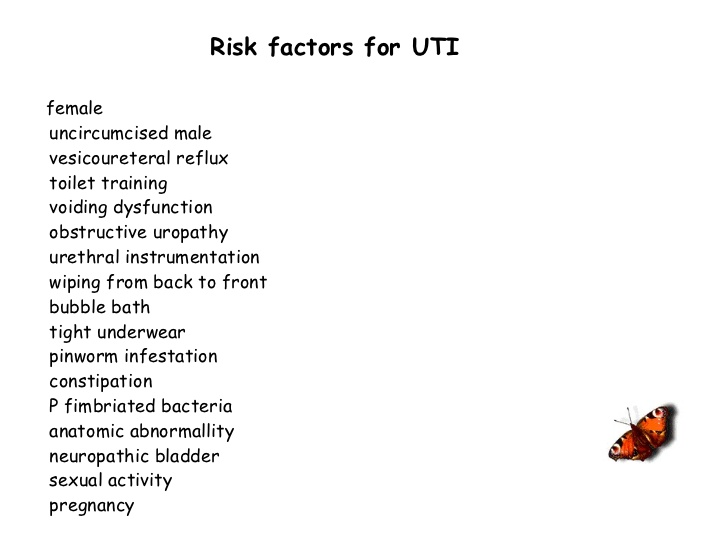 Risk factors for UTI
female
uncircumcised male
vesicoureteral reflux
toilet training
voiding dysfunction
obstructive uropathy
urethral instrumentation
wiping from back to front
bubble bath
tight underwear
pinworm infestation
constipation
P fimbriated bacteria
anatomic abnormallity
neuropathic bladder
sexual activity
pregnancy